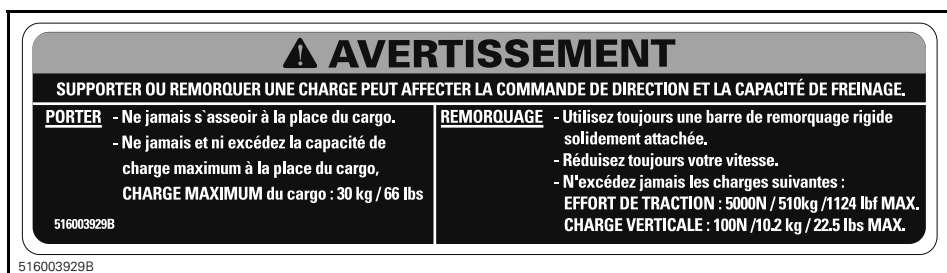 AVERTISSEMENT
SUPPORTER OU REMORQUER UNE CHARGE PEUT AFFECTER LA COMMANDE DE DIRECTION ET LA CAPACITÉ DE FREINAGE.
PORTER - Ne jamais s`asseoir à la place du cargo.
- Ne jamais et ni excédez la capacité de
charge maximum à la place du cargo,
CHARGE MAXIMUM du cargo : 30 kg / 66 lbs
516003929B
REMORQUAGE - Utilisez toujours une barre de remorquage rigide
solidement attachée.
- Réduisez toujours votre vitesse.
- N'excédez jamais les charges suivantes :
EFFORT DE TRACTION : 5000N / 510kg /1124 lbf MAX.
CHARGE VERTICALE : 100N /10.2 kg / 22.5 lbs MAX.
516003929B